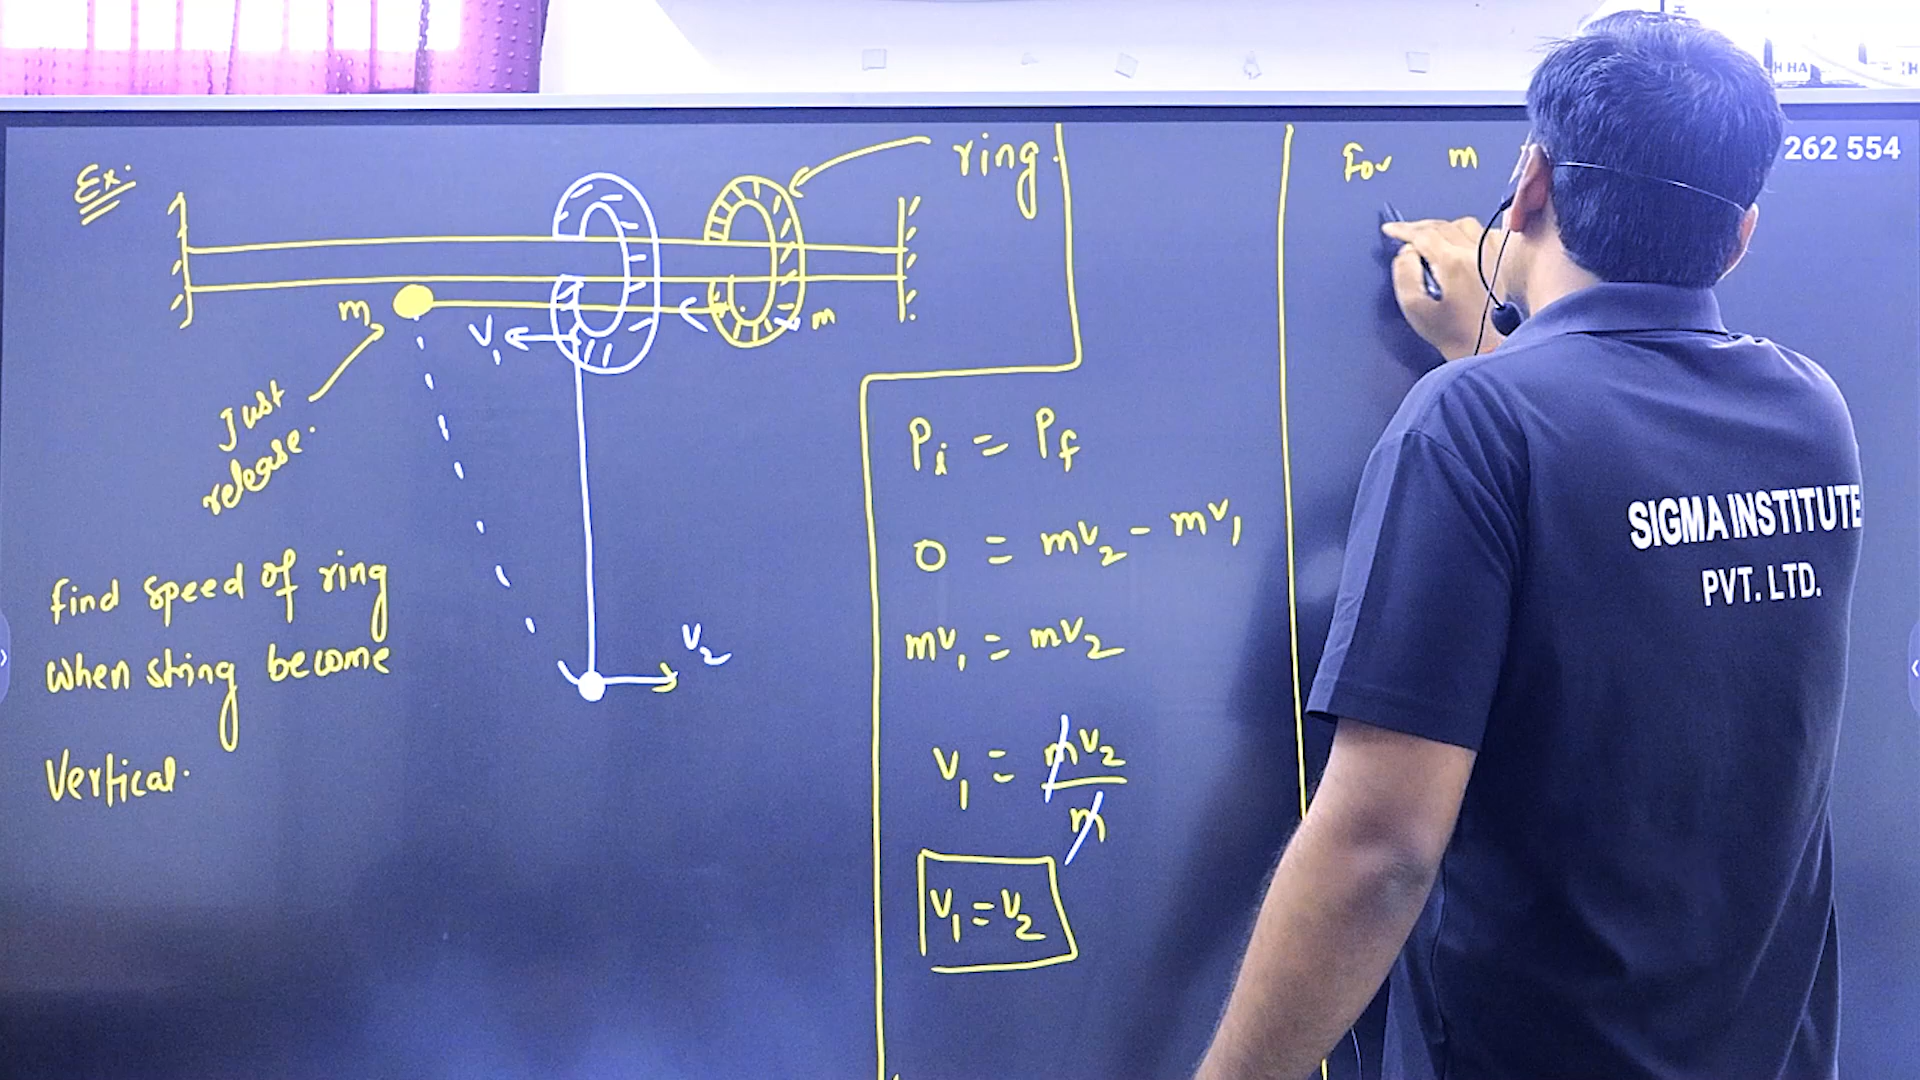 Ex.
ring.
m
m
V₁
Just
release.
find speed of ring
when string become
Vertical.
V₂
Pᵢ = P_f
0 = mv₂ - mv₁
mv₁ = mv₂
v₁ = mv₂
m
v₁ = v₂
For m
262 554
SIGMA INSTITUTE
PVT. LTD.